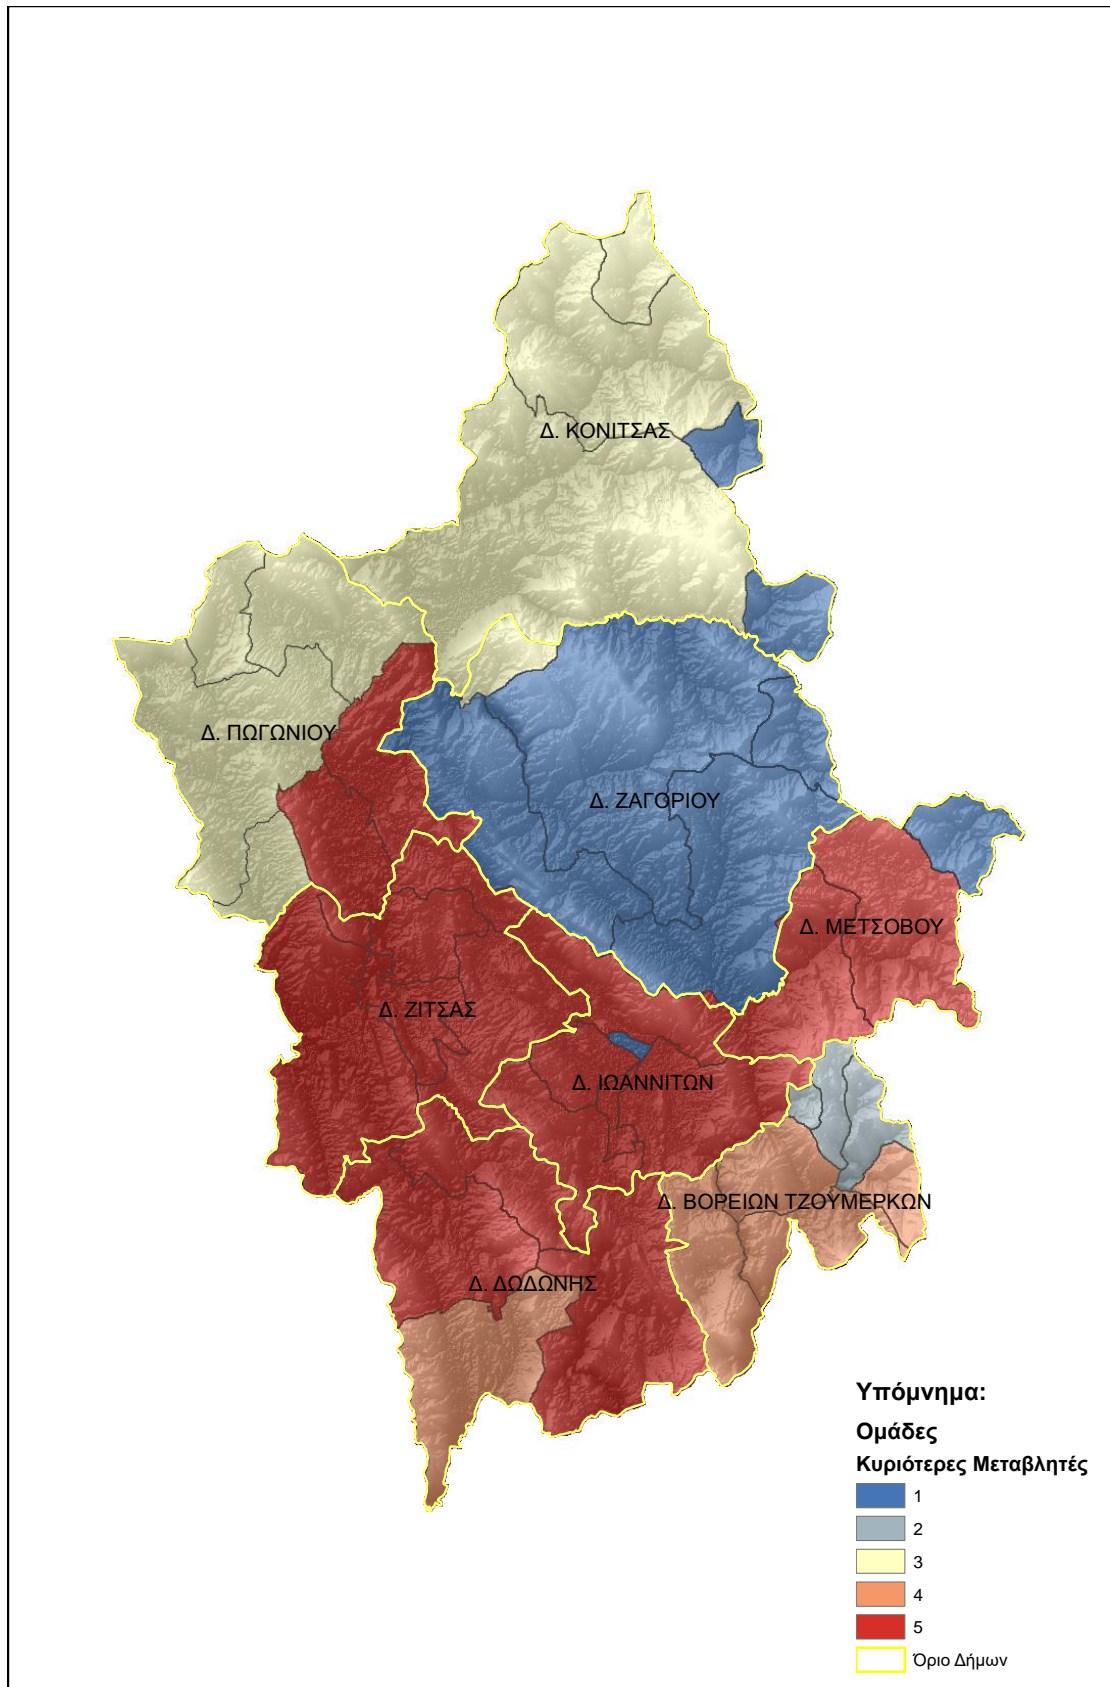 Δ. ΚΟΝΙΤΣΑΣ
Δ. ΠΩΓΩΝΙΟΥ
Δ. ΖΑΓΟΡΙΟΥ
Δ. ΜΕΤΣΟΒΟΥ
Δ. ΖΙΤΣΑΣ
Δ. ΙΩΑΝΝΙΤΩΝ
Δ. ΒΟΡΕΙΩΝ ΤΖΟΥΜΕΡΚΩΝ
Δ. ΔΩΔΩΝΗΣ
Υπόμνημα:
Ομάδες
Κυριότερες Μεταβλητές
1
2
3
4
5
Όριο Δήμων